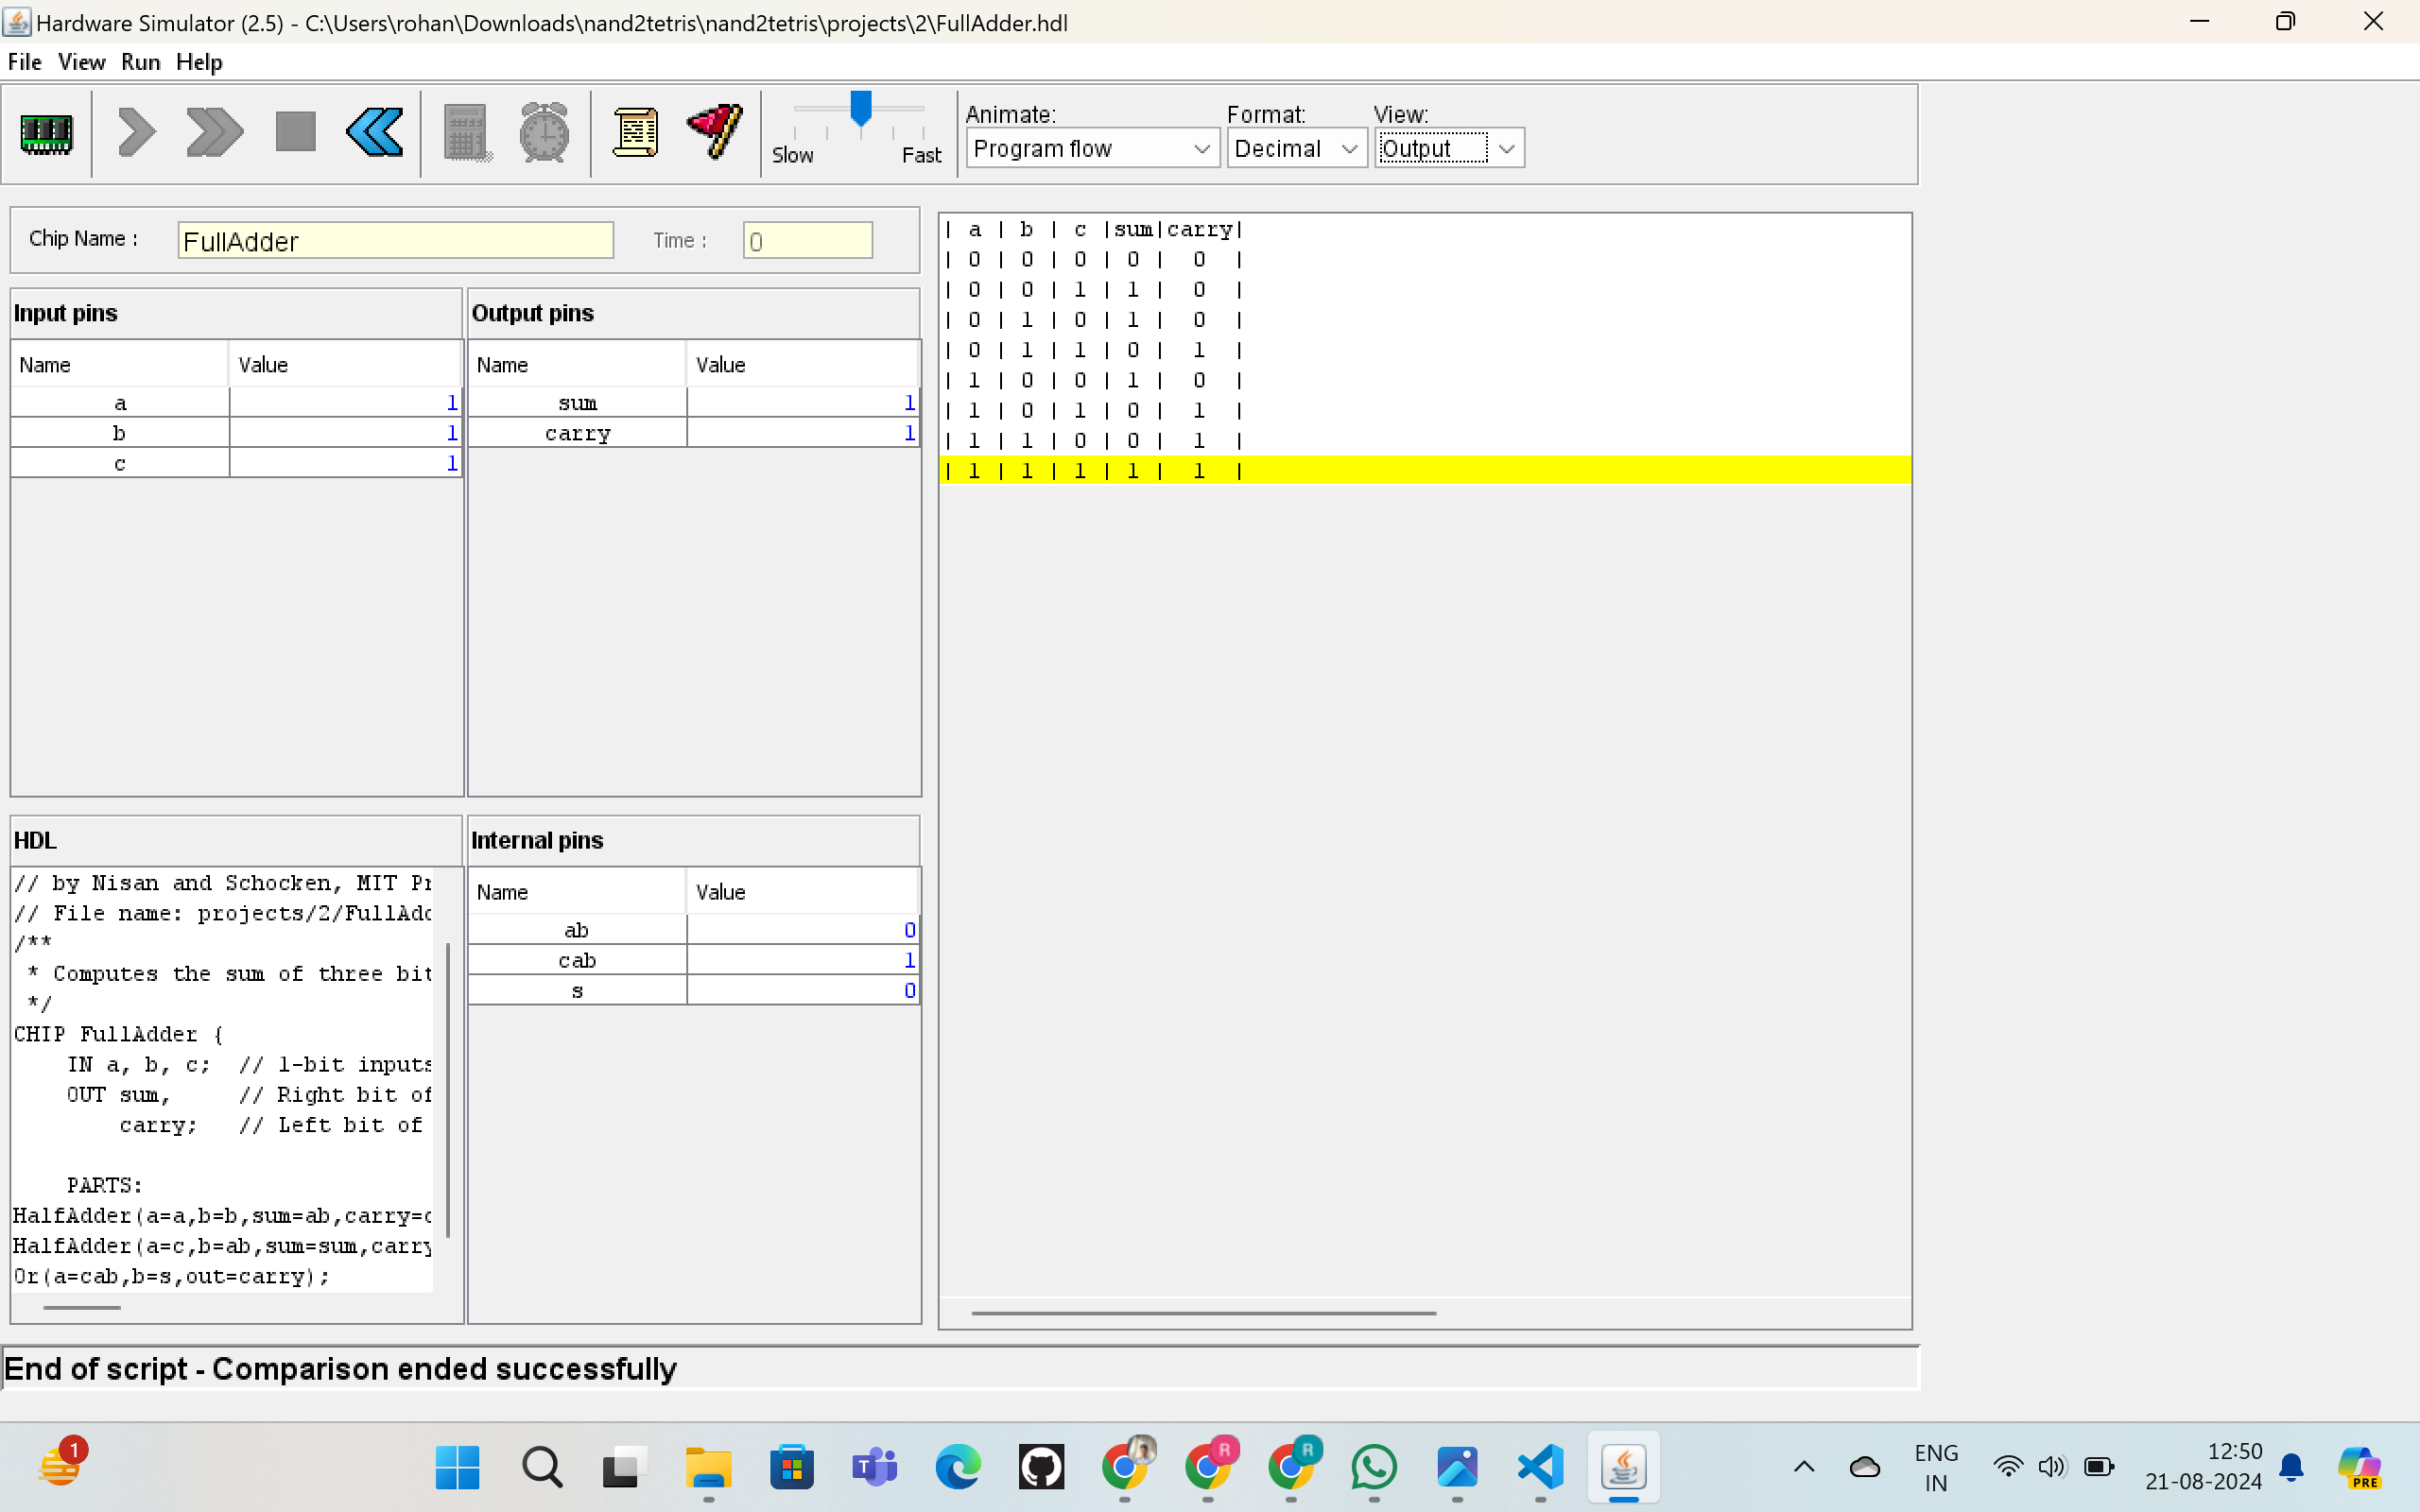 Hardware Simulator (2.5) - C:\Users\rohan\Downloads\nand2tetris\nand2tetris\projects\2\FullAdder.hdl
File View Run Help
Animate: Format: View:
Slow Fast Program flow Decimal Output
Chip Name : FullAdder Time : 0
Input pins
Name Value
a 1
b 1
c 1
Output pins
Name Value
sum 1
carry 1
| a | b | c |sum|carry|
| 0 | 0 | 0 | 0 | 0 |
| 0 | 0 | 1 | 1 | 0 |
| 0 | 1 | 0 | 1 | 0 |
| 0 | 1 | 1 | 0 | 1 |
| 1 | 0 | 0 | 1 | 0 |
| 1 | 0 | 1 | 0 | 1 |
| 1 | 1 | 0 | 0 | 1 |
| 1 | 1 | 1 | 1 | 1 |
HDL
// by Nisan and Schocken, MIT Pr
// File name: projects/2/FullAdd
/**
* Computes the sum of three bit
*/
CHIP FullAdder {
IN a, b, c; // 1-bit inputs
OUT sum, // Right bit of
carry; // Left bit of
PARTS:
HalfAdder(a=a,b=b,sum=ab,carry=c
HalfAdder(a=c,b=ab,sum=sum,carry
Or(a=cab,b=s,out=carry);
Internal pins
Name Value
ab 0
cab 1
s 0
End of script - Comparison ended successfully
1
R
R
T
ENG
IN
12:50
21-08-2024
PRE